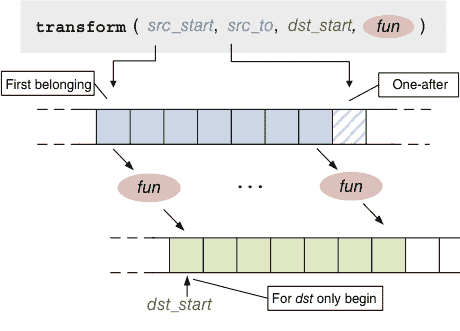 transform ( src_start, src_to, dst_start, fun )
First belonging
One-after
fun
...
fun
dst_start
For dst only begin